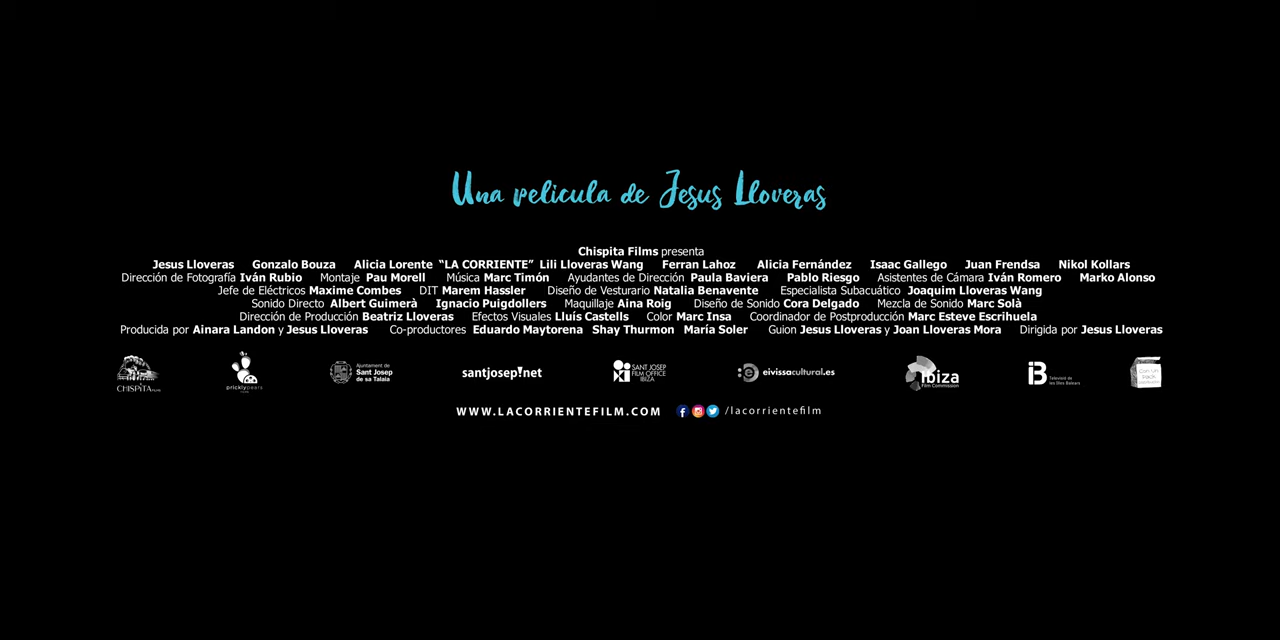 Una pelicula de Jesus Lloveras
Chispita Films presenta
Jesus Lloveras Gonzalo Bouza Alicia Lorente “LA CORRIENTE” Lili Lloveras Wang Ferran Lahoz Alicia Fernández Isaac Gallego Juan Frendsa Nikol Kollars
Dirección de Fotografía Iván Rubio Montaje Pau Morell Música Marc Timón Ayudantes de Dirección Paula Baviera Pablo Riesgo Asistentes de Cámara Iván Romero Marko Alonso
Jefe de Eléctricos Maxime Combes DIT Marem Hassler Diseño de Vesturario Natalia Benavente Especialista Subacuático Joaquim Lloveras Wang
Sonido Directo Albert Guimerà Ignacio Puigdollers Maquillaje Aina Roig Diseño de Sonido Cora Delgado Mezcla de Sonido Marc Solà
Dirección de Producción Beatriz Lloveras Efectos Visuales Lluís Castells Color Marc Insa Coordinador de Postproducción Marc Esteve Escrihuela
Producida por Ainara Landon y Jesus Lloveras Co-productores Eduardo Maytorena Shay Thurmon María Soler Guion Jesus Lloveras y Joan Lloveras Mora Dirigida por Jesus Lloveras
CHISPITA FILMS
pricklypears
Ajuntament de
Sant Josep
de sa Talaia
santjosep!net
SANT JOSEP
FILM OFFICE
IBIZA
eivissacultural.es
ibiza
Film Commission
IB
Televisió de
les Illes Balears
WWW.LACORRIENTEFILM.COM /lacorrientefilm